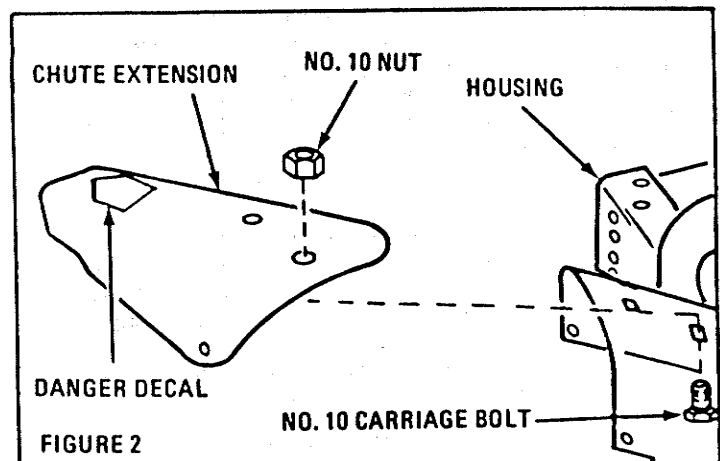 CHUTE EXTENSION
NO. 10 NUT
HOUSING
DANGER DECAL
NO. 10 CARRIAGE BOLT
FIGURE 2